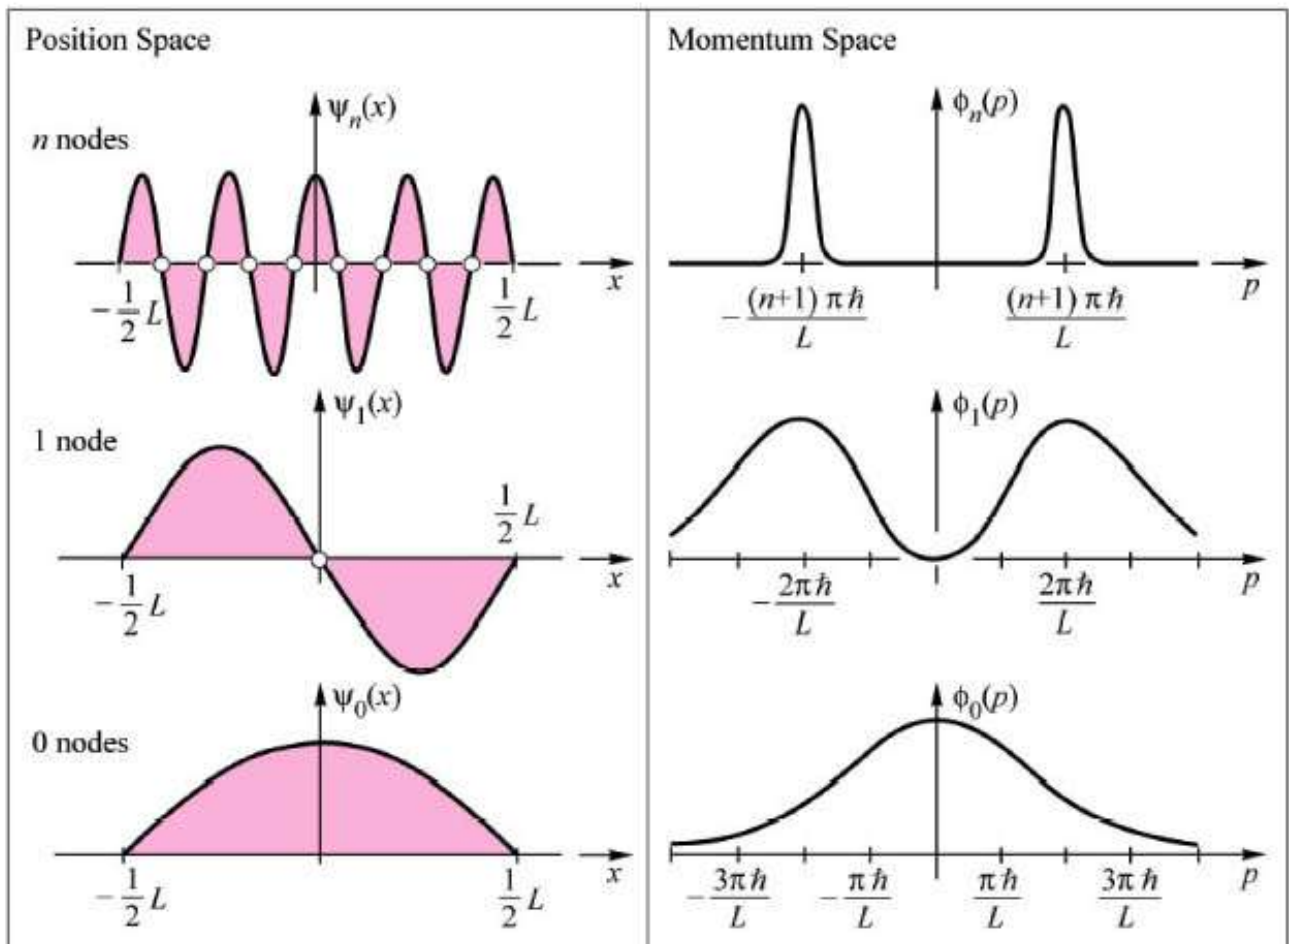 Position Space
Momentum Space
n nodes
ψₙ(x)
x
−1/2 L
1/2 L
ϕₙ(p)
p
−(n+1) πħ/L
(n+1) πħ/L
1 node
ψ₁(x)
x
−1/2 L
1/2 L
ϕ₁(p)
p
−2πħ/L
2πħ/L
0 nodes
ψ₀(x)
x
−1/2 L
1/2 L
ϕ₀(p)
p
−3πħ/L
−πħ/L
πħ/L
3πħ/L